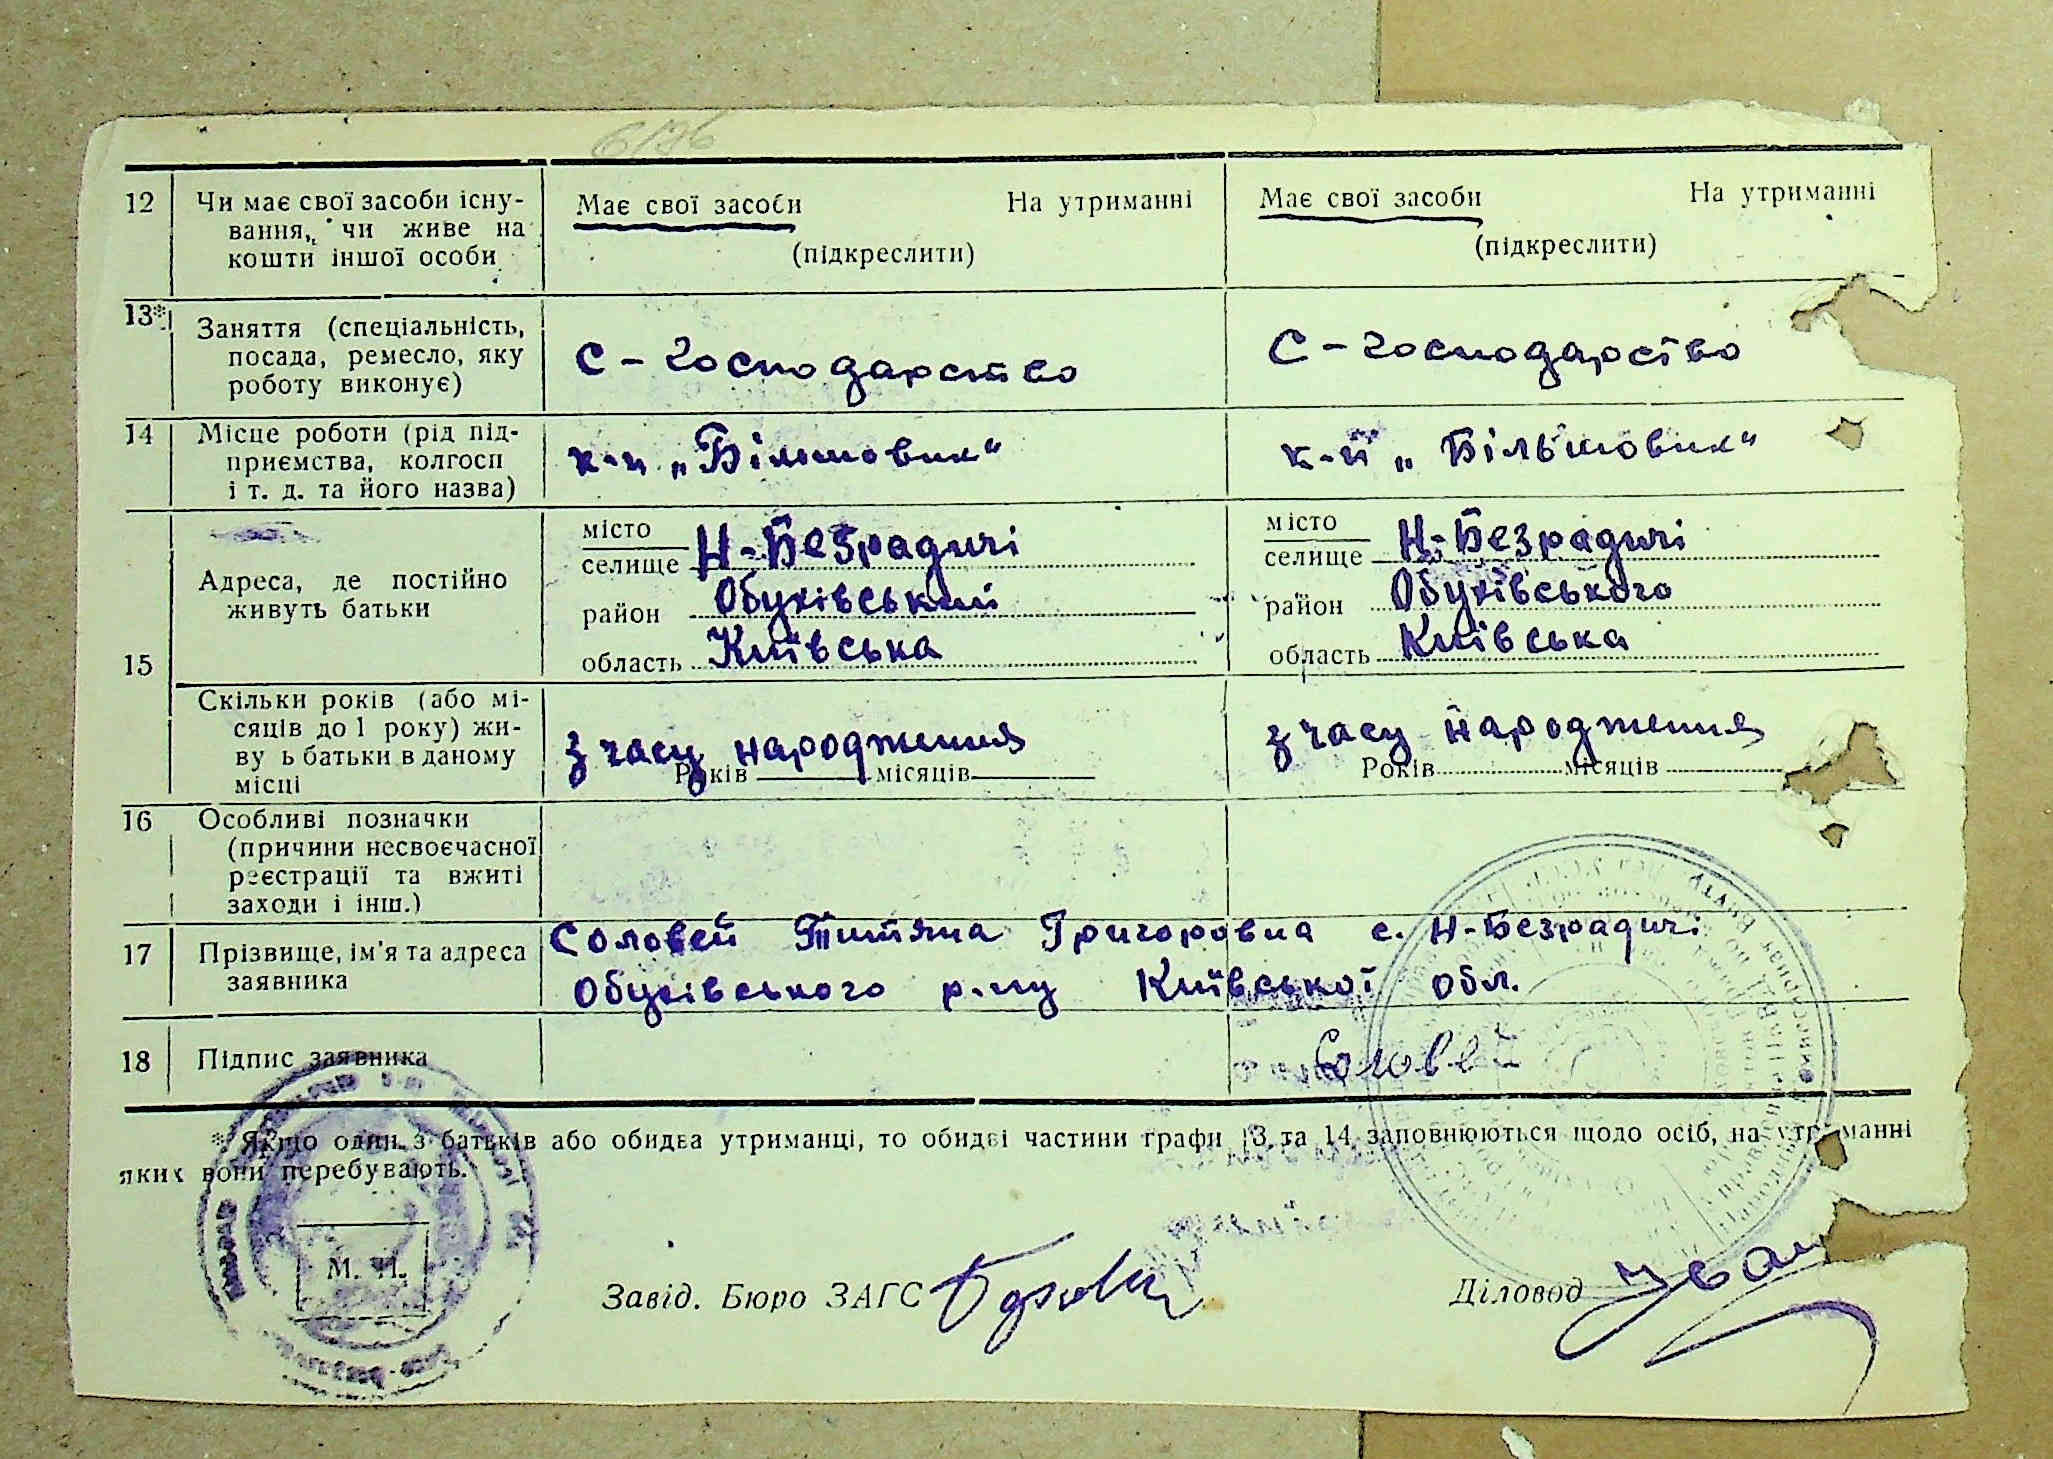 6176
12 Чи має свої засоби існу- Має свої засоби На утриманні Має свої засоби На утриманні
вання, чи живе на (підкреслити) (підкреслити)
кошти іншої особи
13* Заняття (спеціальність, С-господарство С-господарство
посада, ремесло, яку
роботу виконує)
14 Місце роботи (рід під- к-п „Більшовик“ к-п „Більшовик“
приємства, колгосп
і т. д. та його назва)
15 Адреса, де постійно живуть батьки
місто
селище Н-Безрадичі
район Обухівський
область Київська
місто
селище Н-Безрадичі
район Обухівського
область Київська
Скільки років (або мі-
сяців до 1 року) жи-
ву ь батьки в даному
місці
з часу народження
Років місяців
з часу народження
Років місяців
16 Особливі позначки
(причини несвоєчасної
реєстрації та вжиті
заходи і інш.)
17 Прізвище, ім'я та адреса Соловей Титяна Григоровна с. Н-Безрадичі
заявника Обухівського р-ну Київської обл.
18 Підпис заявника Соловей
* Якщо один з батьків або обидва утриманці, то обидві частини графи 13 та 14 заповнюються щодо осіб, на утриманні
яких вони перебувають.
М. П.
Завід. Бюро ЗАГС
Діловод